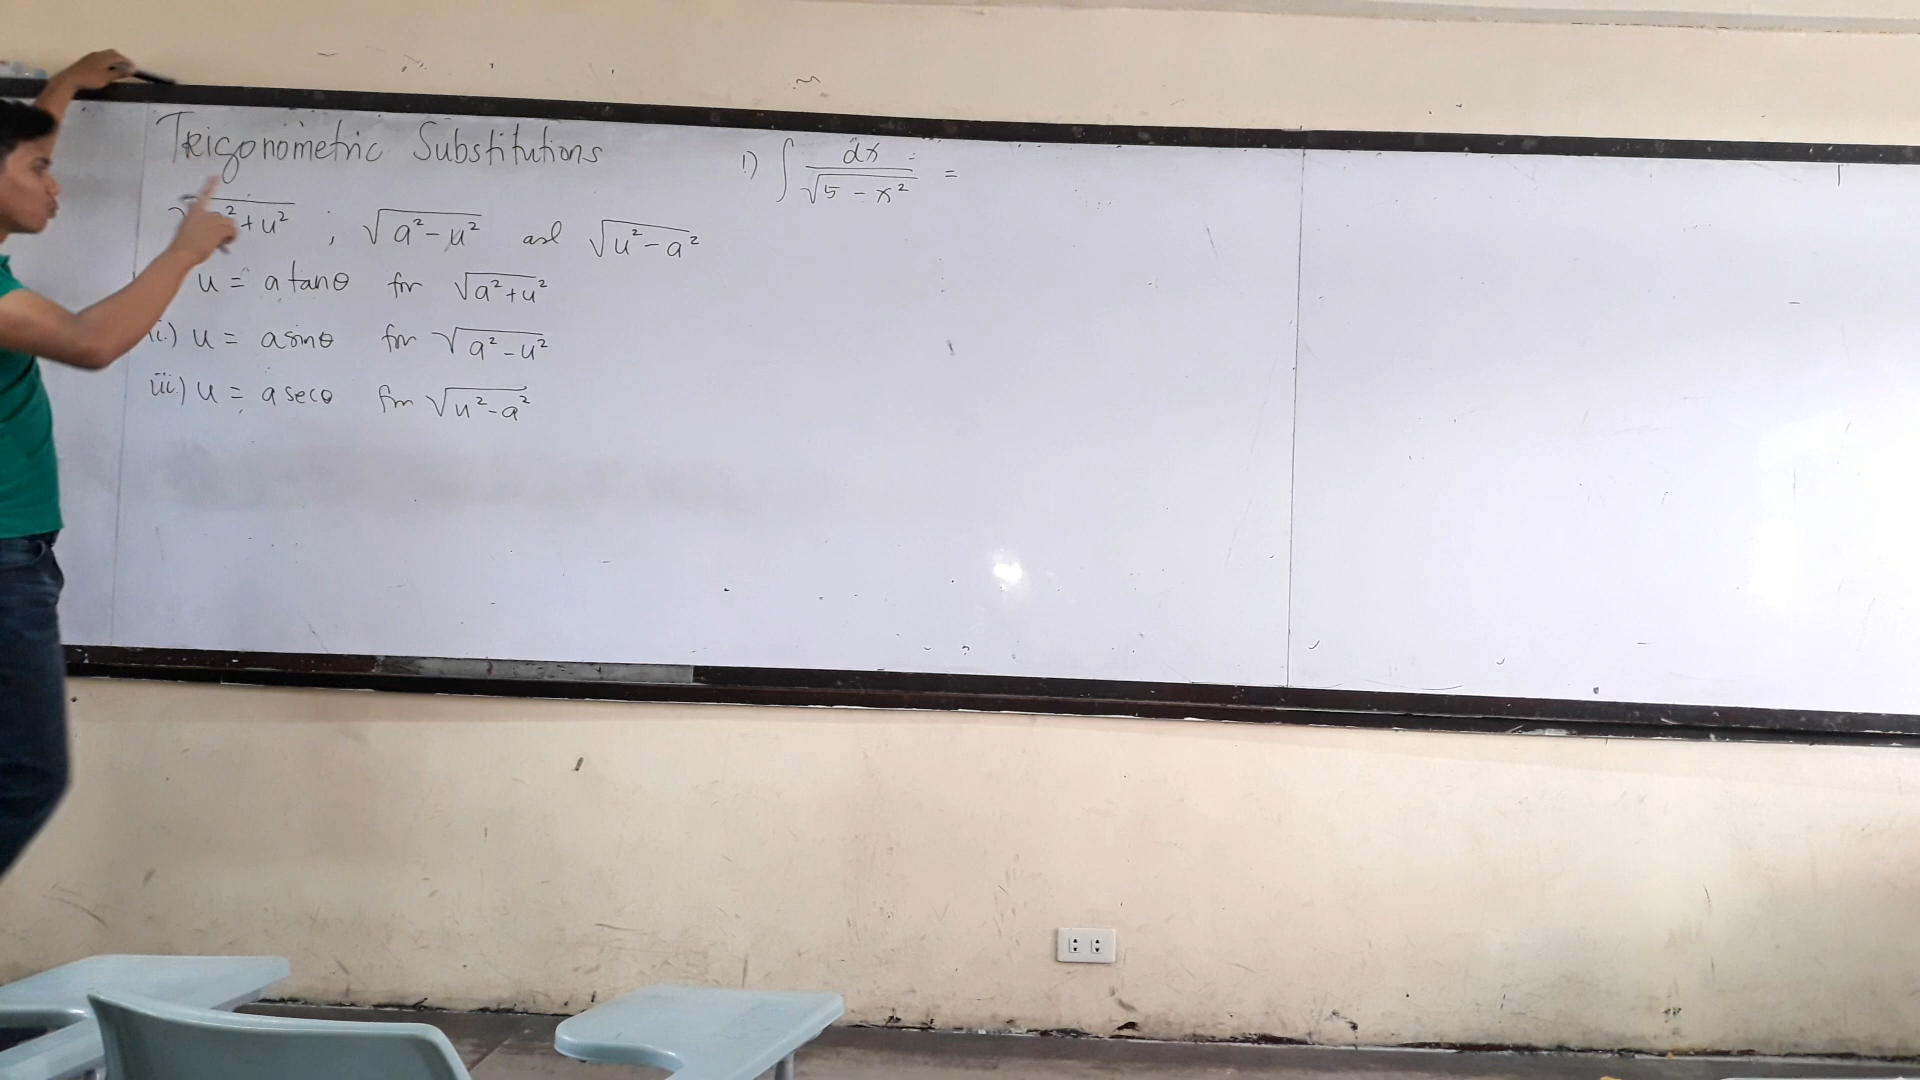 Trigonometric Substitutions
√(²+u²) ; √(a²-u²) and √(u²-a²)
u = a tanθ for √(a²+u²)
ii.) u = a sinθ for √(a²-u²)
iii.) u = a secθ for √(u²-a²)
1.) ∫ dx/√(5-x²) =